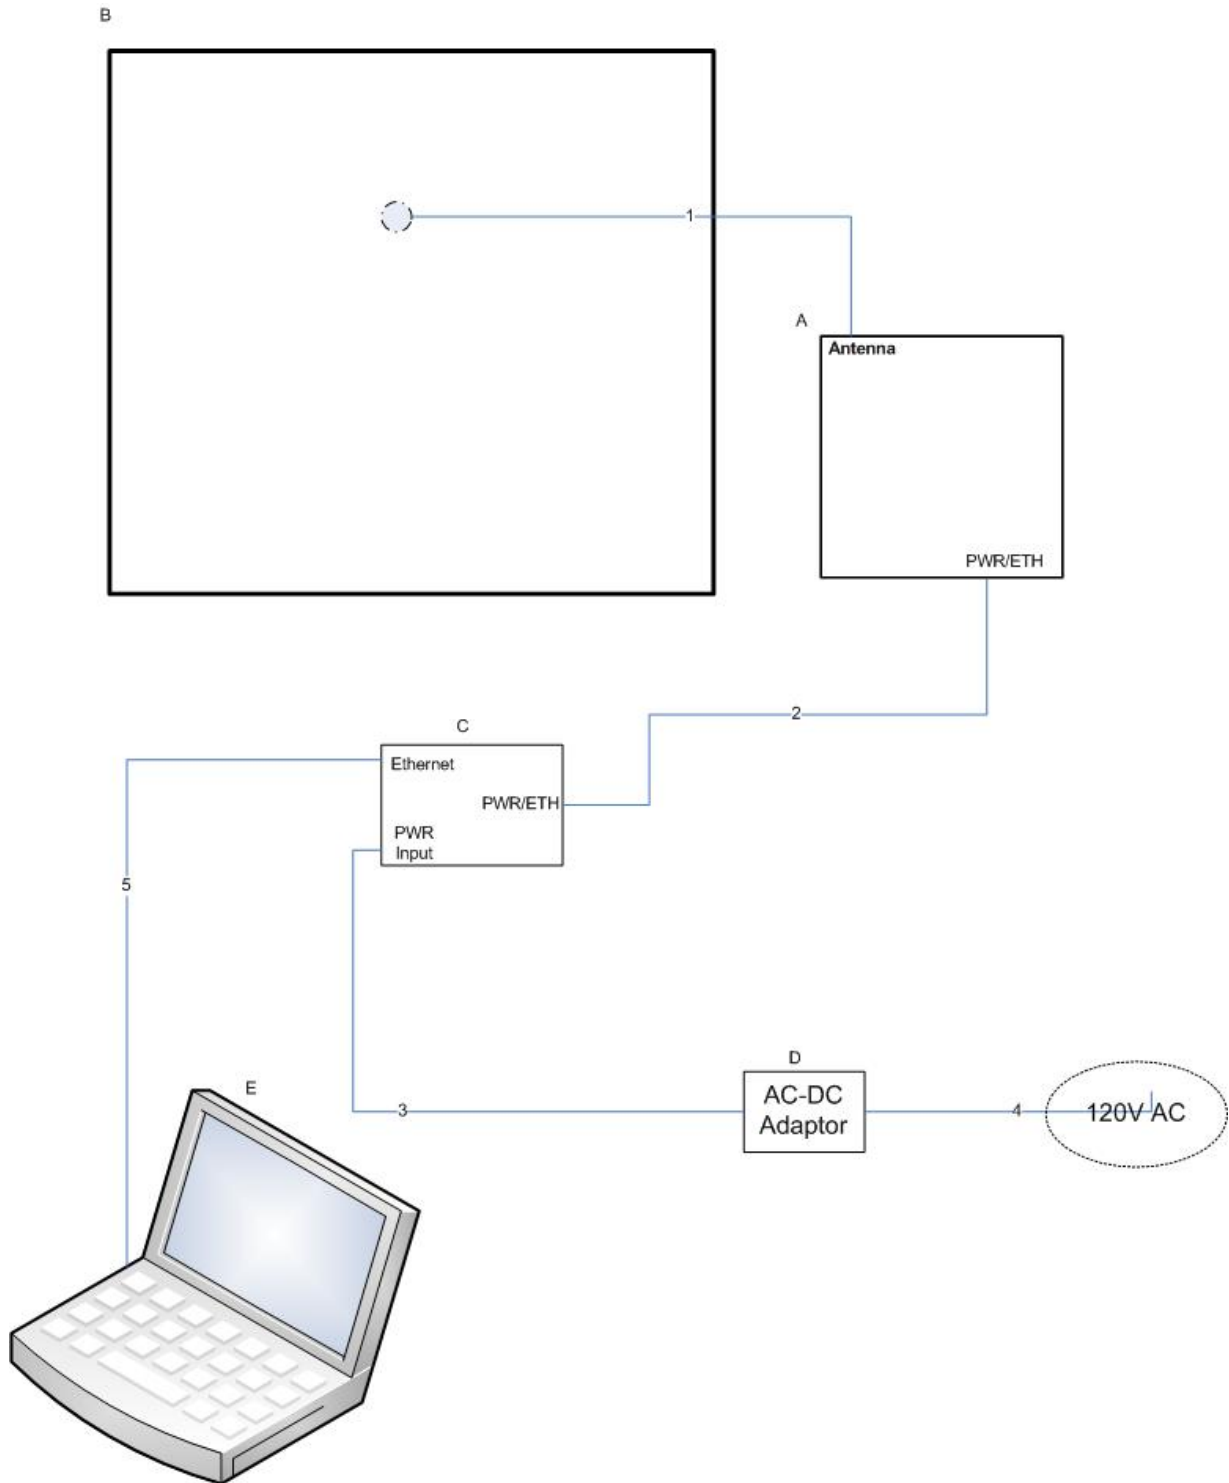 B
1
A
Antenna
PWR/ETH
2
C
Ethernet
PWR/ETH
PWR
Input
5
D
AC-DC
Adaptor
E
3
4
120V AC